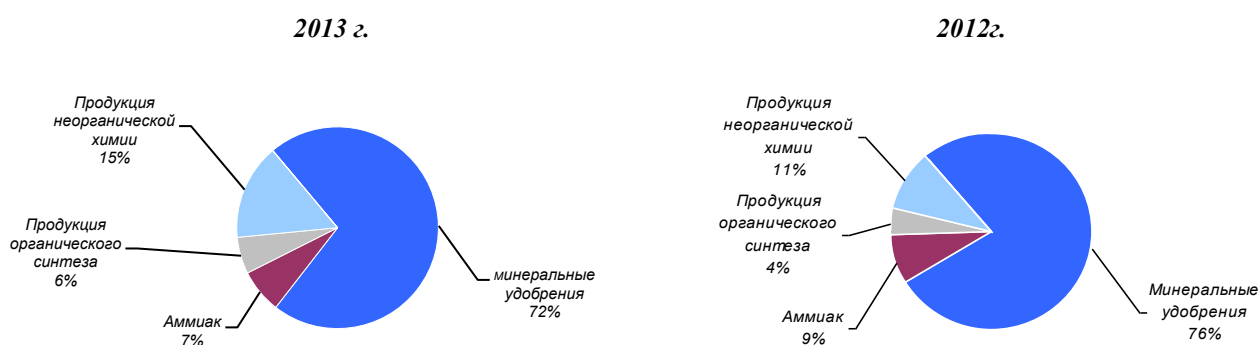 2013 г.
Продукция
неорганической
химии
15%
Продукция
органического
синтеза
6%
Аммиак
7%
минеральные
удобрения
72%
2012г.
Продукция
неорганической
химии
11%
Продукция
органического
синтеза
4%
Аммиак
9%
Минеральные
удобрения
76%